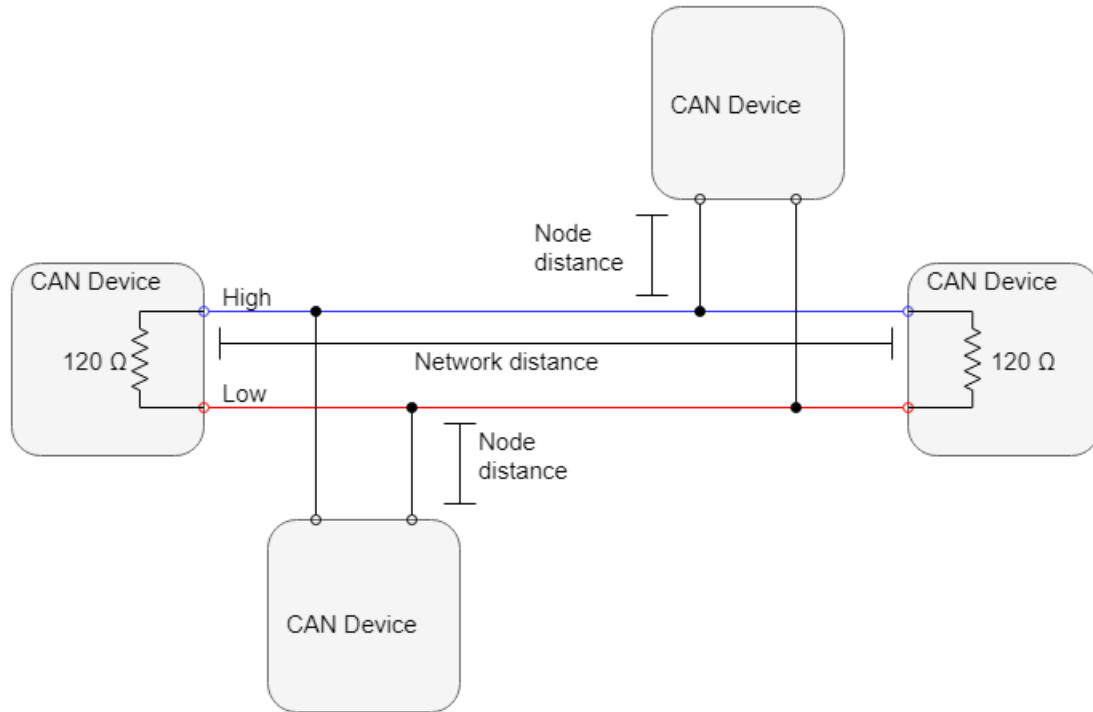 CAN Device
Node
distance
CAN Device
High
120 Ω
Network distance
Low
CAN Device
120 Ω
Node
distance
CAN Device